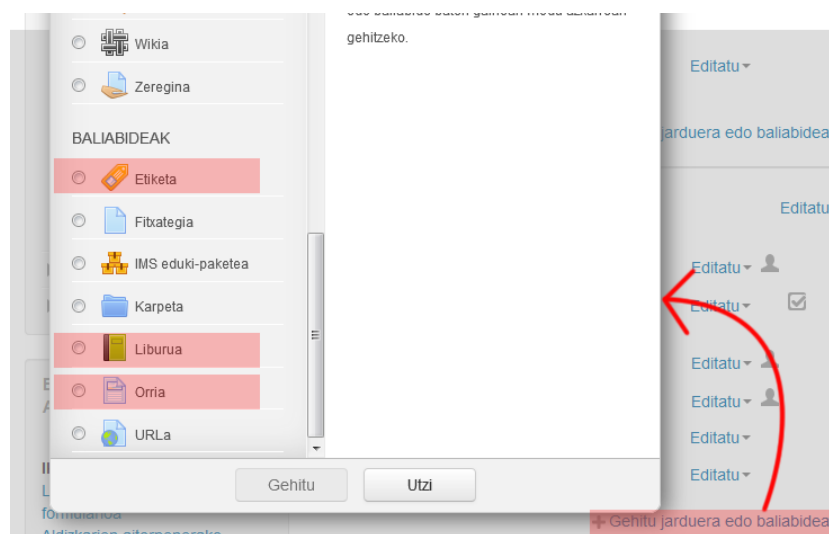 edo baliabide baten gainean modu azkarrean
gehitzeko.
Wikia
Zeregina
BALIABIDEAK
Etiketa
Fitxategia
IMS eduki-paketea
Karpeta
Liburua
Orria
URLa
Gehitu
Utzi
Editatu
jarduera edo baliabidea
Editatu
Editatu
Editatu
Editatu
Editatu
Editatu
Editatu
+ Gehitu jarduera edo baliabidea